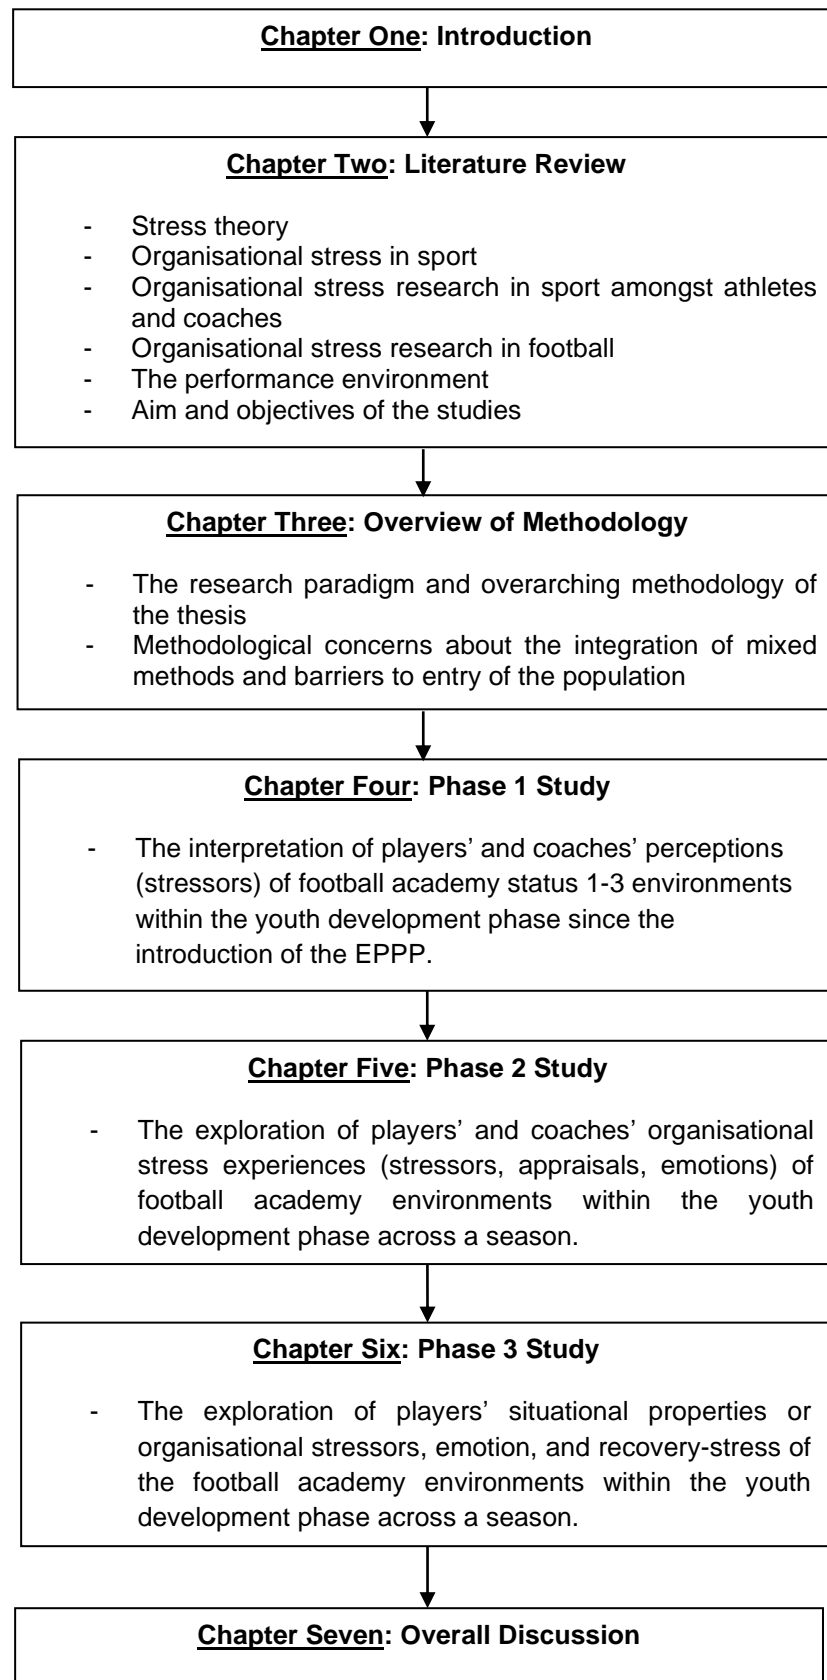 Chapter One: Introduction
Chapter Two: Literature Review
- Stress theory
- Organisational stress in sport
- Organisational stress research in sport amongst athletes
and coaches
- Organisational stress research in football
- The performance environment
- Aim and objectives of the studies
Chapter Three: Overview of Methodology
- The research paradigm and overarching methodology of
the thesis
- Methodological concerns about the integration of mixed
methods and barriers to entry of the population
Chapter Four: Phase 1 Study
- The interpretation of players’ and coaches’ perceptions
(stressors) of football academy status 1-3 environments
within the youth development phase since the
introduction of the EPPP.
Chapter Five: Phase 2 Study
- The exploration of players’ and coaches’ organisational
stress experiences (stressors, appraisals, emotions) of
football academy environments within the youth
development phase across a season.
Chapter Six: Phase 3 Study
- The exploration of players’ situational properties or
organisational stressors, emotion, and recovery-stress of
the football academy environments within the youth
development phase across a season.
Chapter Seven: Overall Discussion